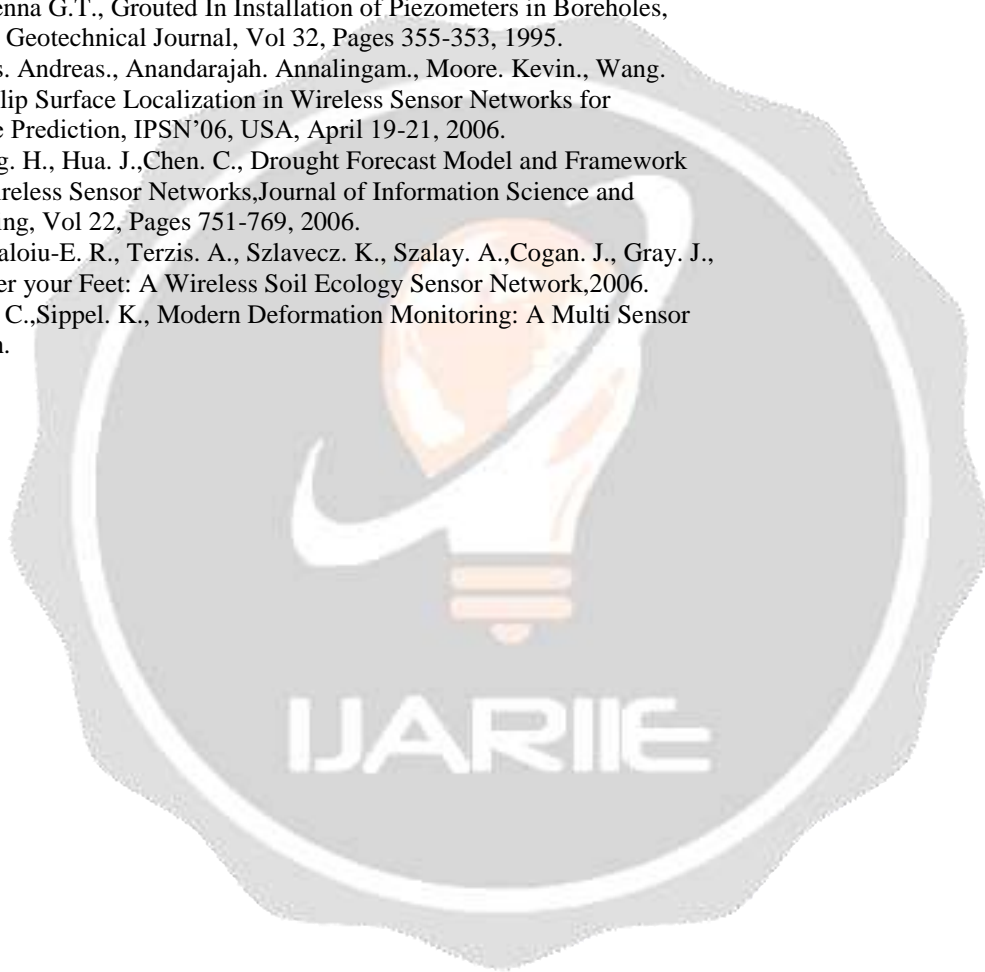 enna G.T., Grouted In Installation of Piezometers in Boreholes,
Geotechnical Journal, Vol 32, Pages 355-353, 1995.
s. Andreas., Anandarajah. Annalingam., Moore. Kevin., Wang.
lip Surface Localization in Wireless Sensor Networks for
e Prediction, IPSN’06, USA, April 19-21, 2006.
g. H., Hua. J.,Chen. C., Drought Forecast Model and Framework
ireless Sensor Networks,Journal of Information Science and
ing, Vol 22, Pages 751-769, 2006.
aloiu-E. R., Terzis. A., Szlavecz. K., Szalay. A.,Cogan. J., Gray. J.,
er your Feet: A Wireless Soil Ecology Sensor Network,2006.
C.,Sippel. K., Modern Deformation Monitoring: A Multi Sensor
n.
IJARIIE